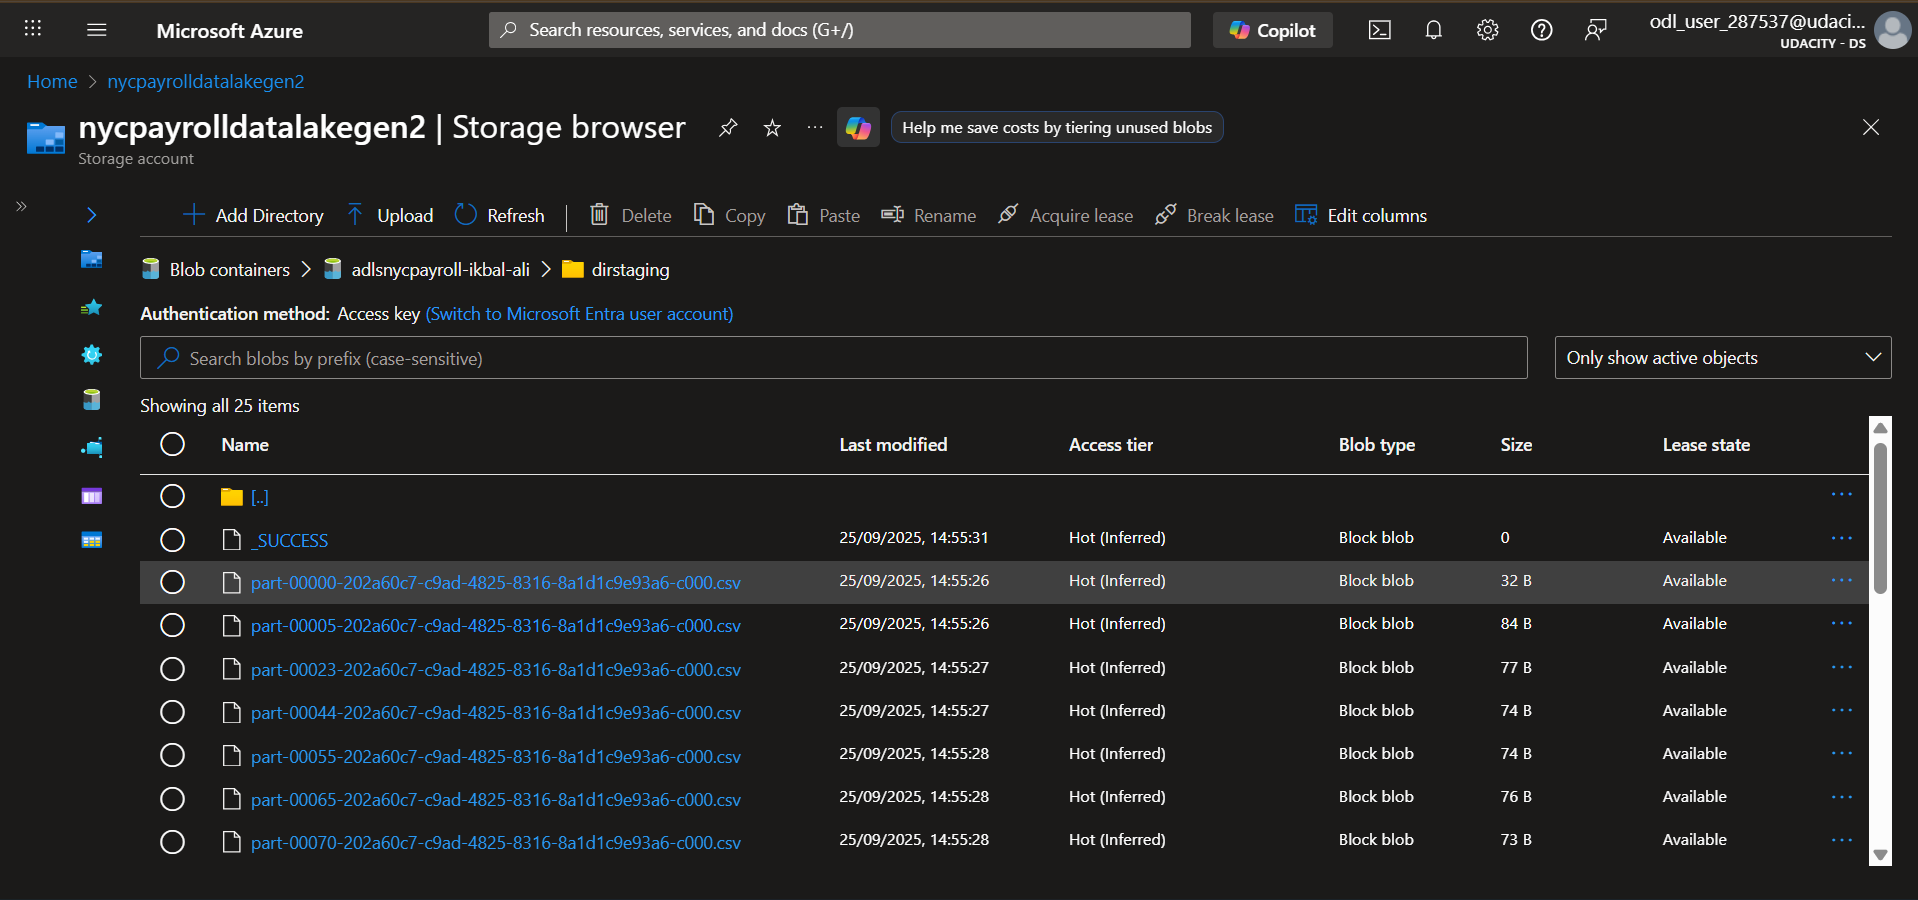 Microsoft Azure
Search resources, services, and docs (G+/)
Copilot
odl_user_287537@udaci...
UDACITY - DS
Home > nycpayrolldatalakegen2
nycpayrolldatalakegen2 | Storage browser
Help me save costs by tiering unused blobs
Storage account
Add Directory Upload Refresh Delete Copy Paste Rename Acquire lease Break lease Edit columns
Blob containers > adlsnycpayroll-ikbal-ali > dirstaging
Authentication method: Access key (Switch to Microsoft Entra user account)
Search blobs by prefix (case-sensitive)
Only show active objects
Showing all 25 items
Name Last modified Access tier Blob type Size Lease state
[..]
_SUCCESS 25/09/2025, 14:55:31 Hot (Inferred) Block blob 0 Available
part-00000-202a60c7-c9ad-4825-8316-8a1d1c9e93a6-c000.csv 25/09/2025, 14:55:26 Hot (Inferred) Block blob 32 B Available
part-00005-202a60c7-c9ad-4825-8316-8a1d1c9e93a6-c000.csv 25/09/2025, 14:55:26 Hot (Inferred) Block blob 84 B Available
part-00023-202a60c7-c9ad-4825-8316-8a1d1c9e93a6-c000.csv 25/09/2025, 14:55:27 Hot (Inferred) Block blob 77 B Available
part-00044-202a60c7-c9ad-4825-8316-8a1d1c9e93a6-c000.csv 25/09/2025, 14:55:27 Hot (Inferred) Block blob 74 B Available
part-00055-202a60c7-c9ad-4825-8316-8a1d1c9e93a6-c000.csv 25/09/2025, 14:55:28 Hot (Inferred) Block blob 74 B Available
part-00065-202a60c7-c9ad-4825-8316-8a1d1c9e93a6-c000.csv 25/09/2025, 14:55:28 Hot (Inferred) Block blob 76 B Available
part-00070-202a60c7-c9ad-4825-8316-8a1d1c9e93a6-c000.csv 25/09/2025, 14:55:28 Hot (Inferred) Block blob 73 B Available